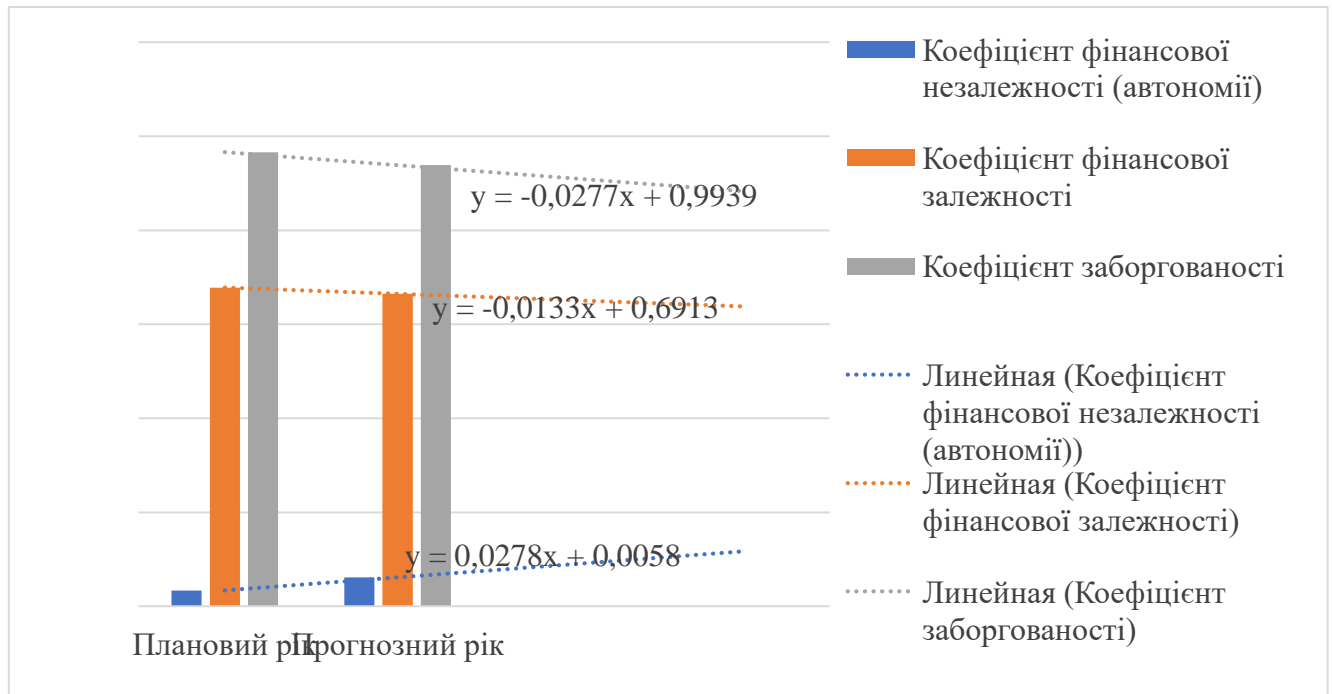 Коефіцієнт фінансової
незалежності (автономії)
Коефіцієнт фінансової
залежності
Коефіцієнт заборгованості
Линейная (Коефіцієнт
фінансової незалежності
(автономії))
Линейная (Коефіцієнт
фінансової залежності)
Линейная (Коефіцієнт
заборгованості)
y = -0,0277x + 0,9939
y = -0,0133x + 0,6913
y = 0,0278x + 0,0058
Плановий рік
Прогнозний рік